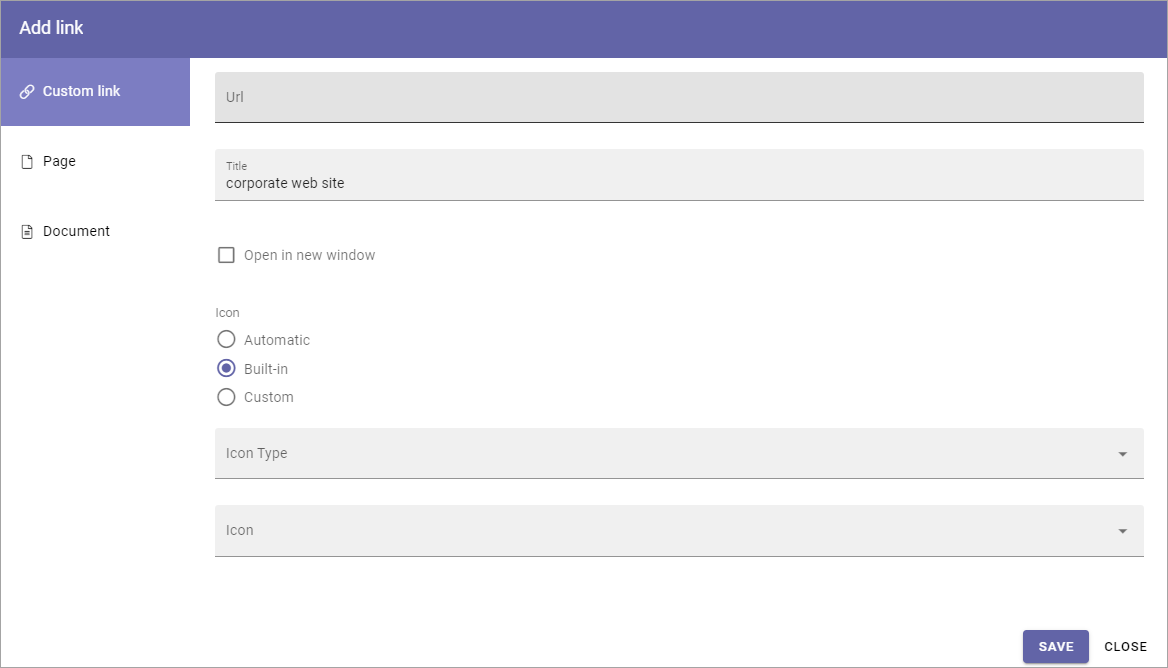 Add link
Custom link
Page
Document
Url
Title
corporate web site
Open in new window
Icon
Automatic
Built-in
Custom
Icon Type
Icon
SAVE
CLOSE